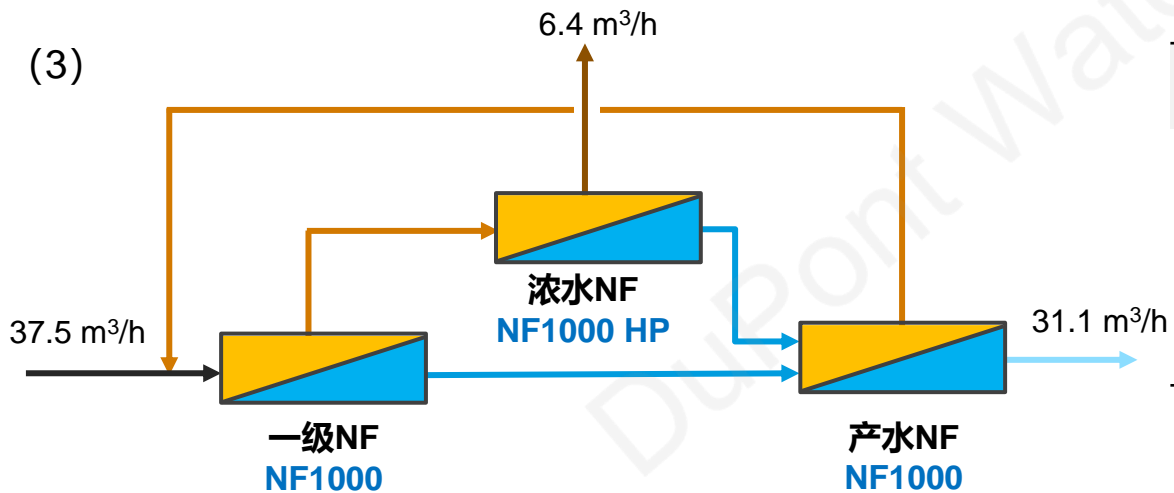 (3)
6.4 m³/h
浓水NF
NF1000 HP
37.5 m³/h
31.1 m³/h
一级NF
NF1000
产水NF
NF1000
DuPont Wat